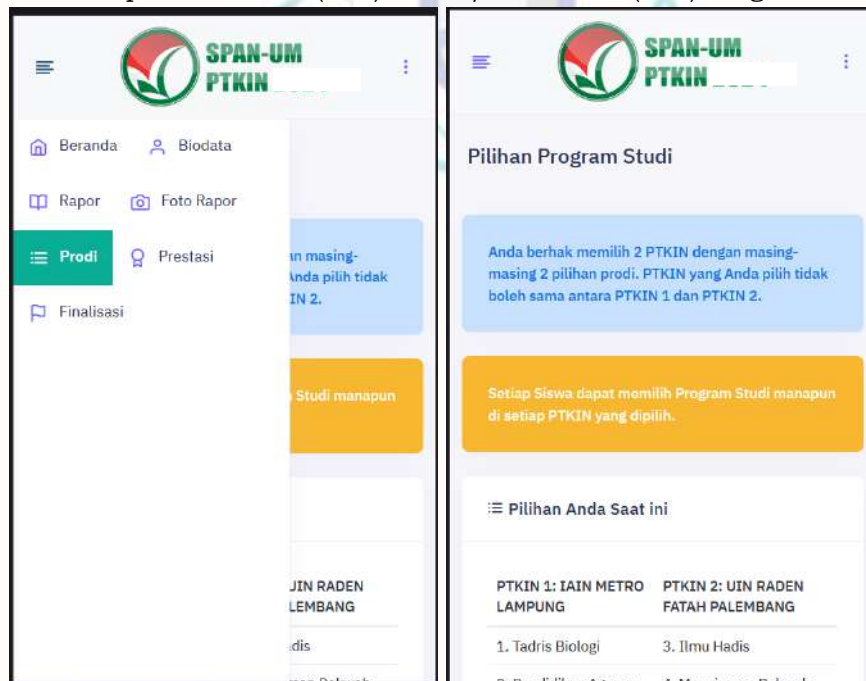 SPAN-UM
PTKIN
Beranda
Biodata
Rapor
Foto Rapor
Prodi
Prestasi
Finalisasi
n masing-
Anda pilih tidak
IN 2.
Studi manapun
UIN RADEN
LEMBANG
dis
SPAN-UM
PTKIN
Pilihan Program Studi
Anda berhak memilih 2 PTKIN dengan masing-
masing 2 pilihan prodi. PTKIN yang Anda pilih tidak
boleh sama antara PTKIN 1 dan PTKIN 2.
Setiap Siswa dapat memilih Program Studi manapun
di setiap PTKIN yang dipilih.
Pilihan Anda Saat ini
PTKIN 1: IAIN METRO
LAMPUNG
PTKIN 2: UIN RADEN
FATAH PALEMBANG
1. Tadris Biologi
3. Ilmu Hadis